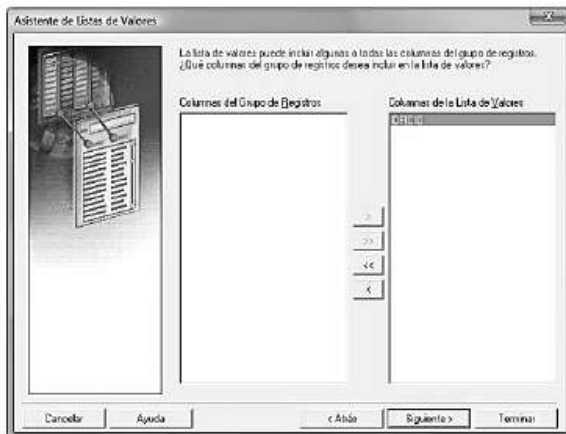 Asistente de Listas de Valores
La lista de valores puede incluir algunas o todas las columnas del grupo de registros.
¿Qué columnas del grupo de registros desea incluir en la lista de valores?
Columnas del Grupo de Registros
Columnas de la Lista de Valores
>
>>
<<
<
Cancelar
Ayuda
< Atrás
Siguiente >
Terminar